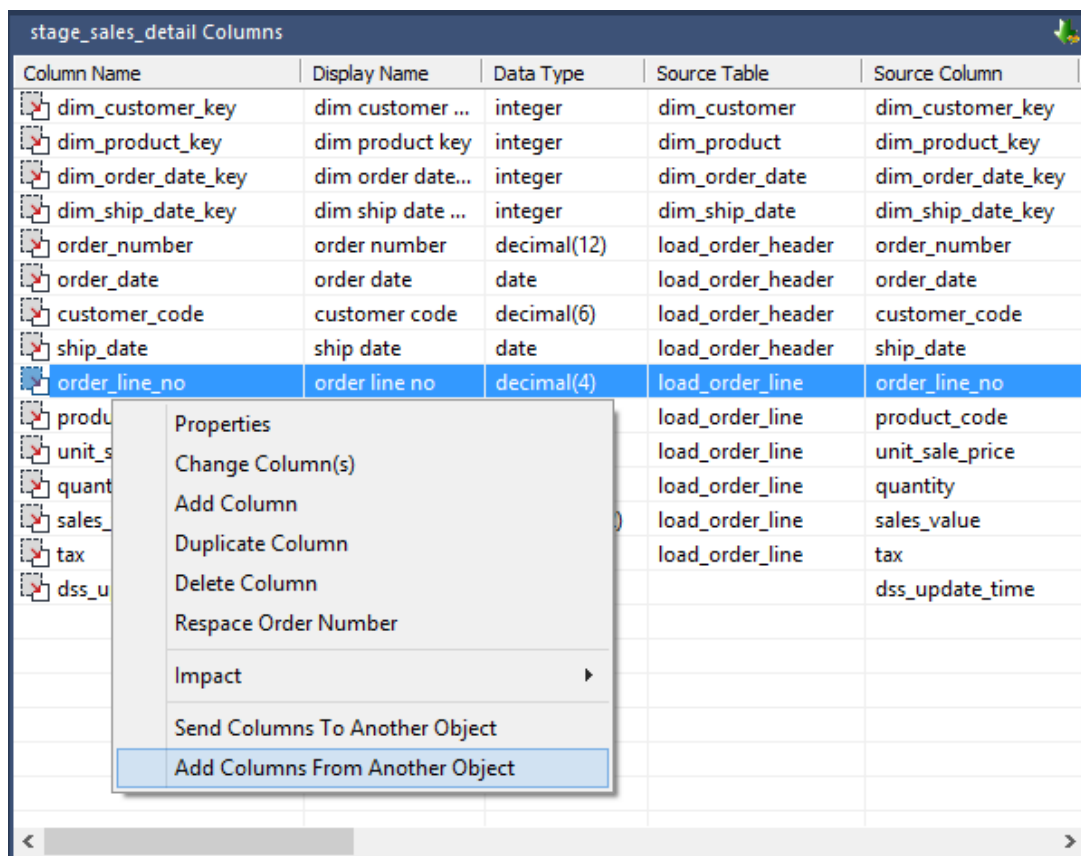 stage_sales_detail Columns
Column Name Display Name Data Type Source Table Source Column
dim_customer_key dim customer ... integer dim_customer dim_customer_key
dim_product_key dim product key integer dim_product dim_product_key
dim_order_date_key dim order date... integer dim_order_date dim_order_date_key
dim_ship_date_key dim ship date ... integer dim_ship_date dim_ship_date_key
order_number order number decimal(12) load_order_header order_number
order_date order date date load_order_header order_date
customer_code customer code decimal(6) load_order_header customer_code
ship_date ship date date load_order_header ship_date
order_line_no order line no decimal(4) load_order_line order_line_no
produ load_order_line product_code
unit_s load_order_line unit_sale_price
quant load_order_line quantity
sales_ ) load_order_line sales_value
tax load_order_line tax
dss_u dss_update_time
Properties
Change Column(s)
Add Column
Duplicate Column
Delete Column
Respace Order Number
Impact
Send Columns To Another Object
Add Columns From Another Object